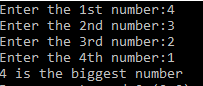 Enter the 1st number:4
Enter the 2nd number:3
Enter the 3rd number:2
Enter the 4th number:1
4 is the biggest number